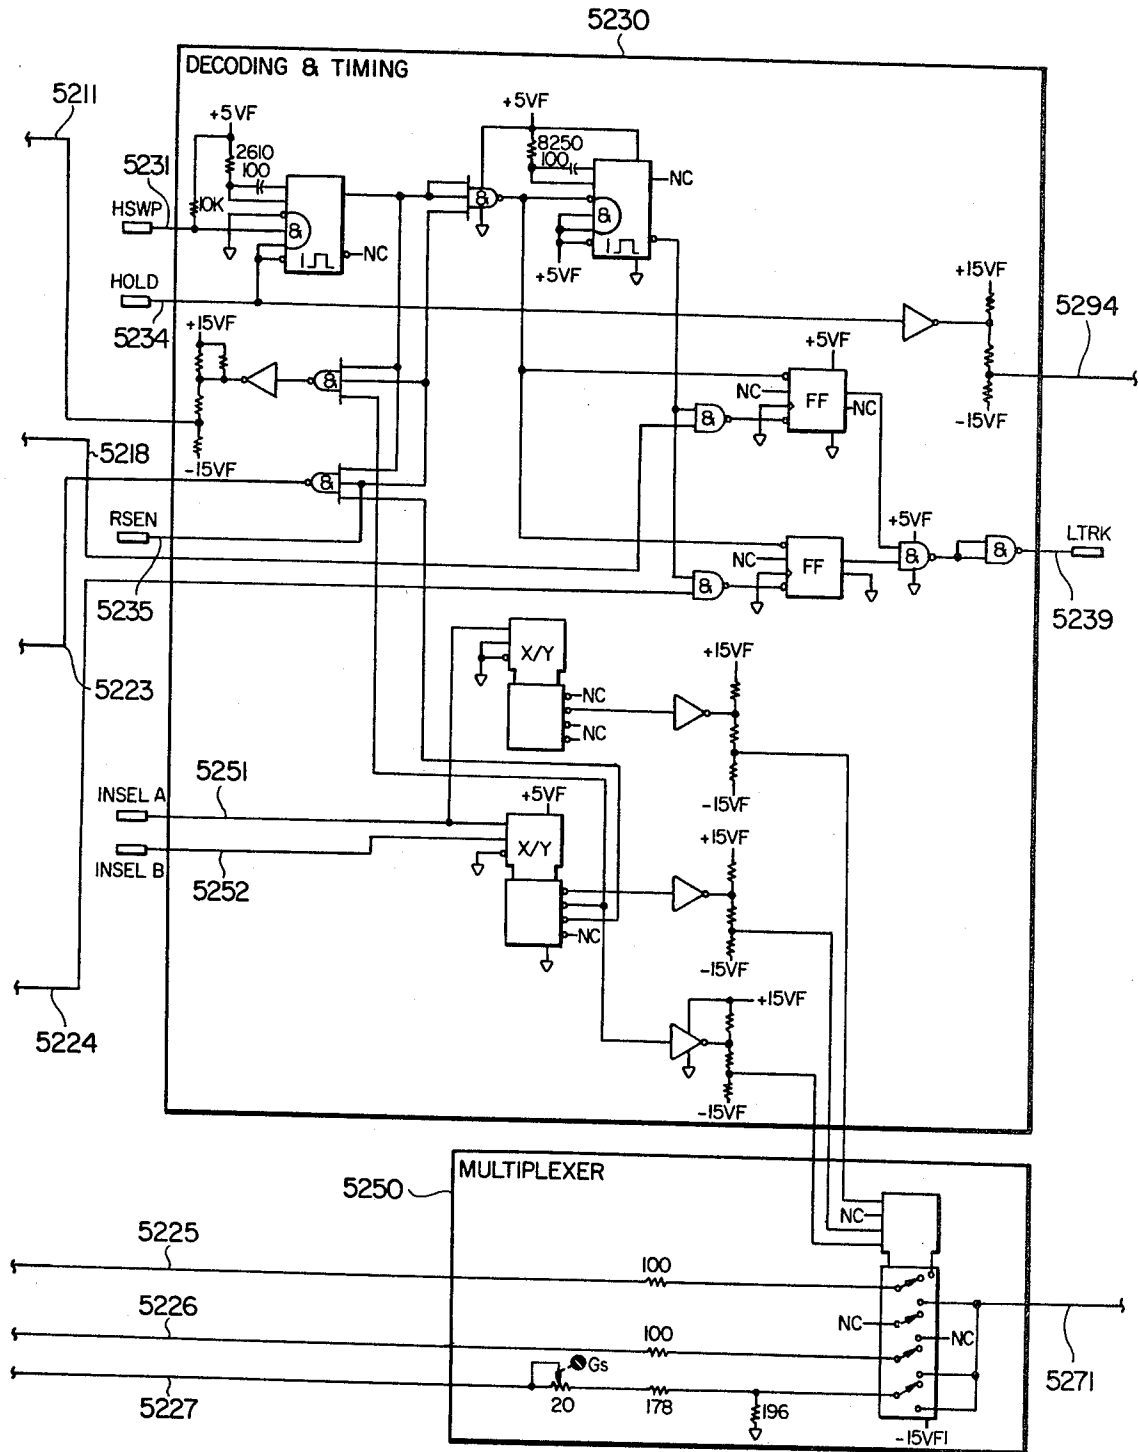 5230
DECODING & TIMING
5211
+5VF
+5VF
5231
2610
100
8250
100
NC
HSWP
10K
&
&
&
1
NC
1
+5VF
HOLD
5234
+15VF
+15VF
5294
+5VF
&
NC
FF
NC
&
-15VF
5218
-15VF
&
RSEN
5235
+5VF
NC
FF
&
&
&
LTRK
5239
5223
X/Y
+15VF
NC
NC
5251
INSEL A
+5VF
-15VF
X/Y
+15VF
INSEL B
5252
NC
-15VF
5224
+15VF
-15VF
MULTIPLEXER
5250
NC
5225
100
5226
NC
100
NC
5271
Gs
5227
20
178
196
-15VF1